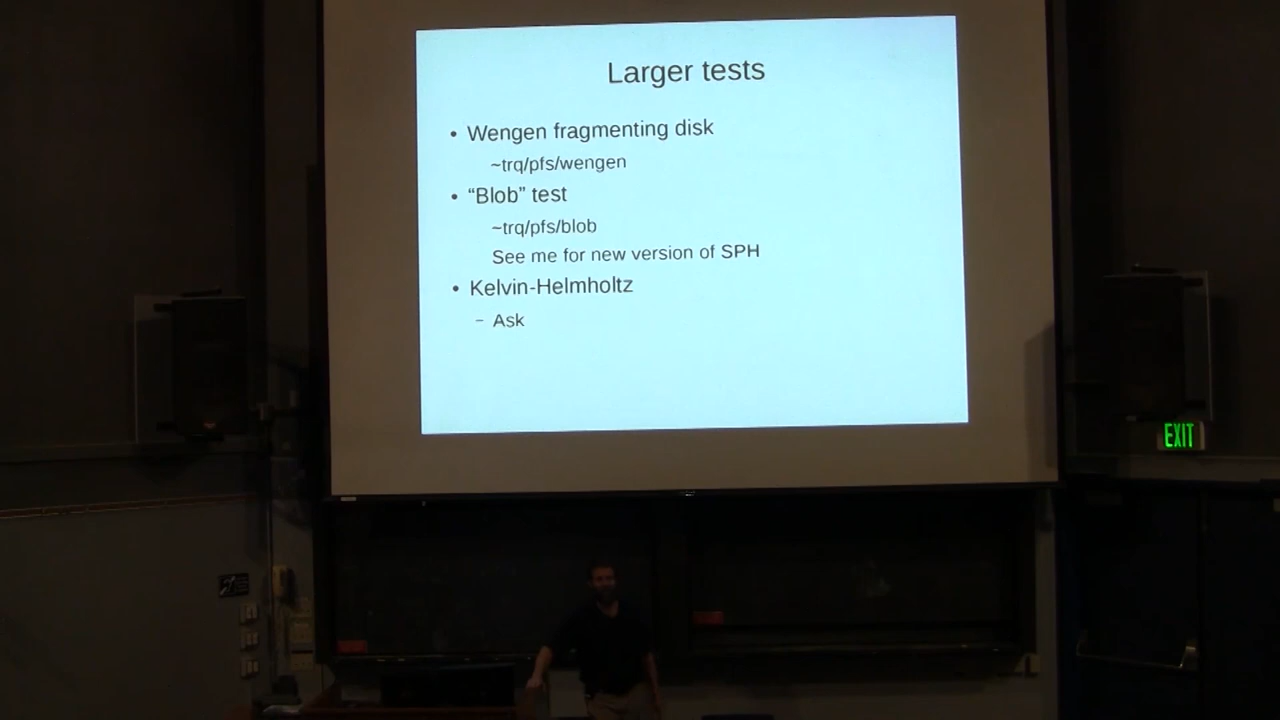 Larger tests
• Wengen fragmenting disk
~trq/pfs/wengen
• “Blob” test
~trq/pfs/blob
See me for new version of SPH
• Kelvin-Helmholtz
– Ask
EXIT